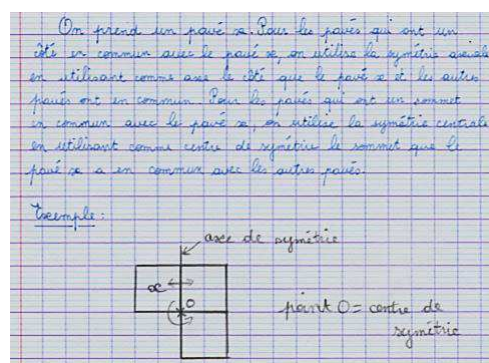 On prend un pavé x. Pour les pavés qui ont un
côté en commun avec le pavé x, on utilise la symétrie axiale
en utilisant comme axe le côté que le pavé x et les autres
pavés ont en commun. Pour les pavés qui ont un sommet
en commun avec le pavé x, on utilise la symétrie centrale
en utilisant comme centre de symétrie le sommet que le
pavé x a en commun avec les autres pavés.
Exemple :
axe de symétrie
x
O
point O = centre de
symétrie